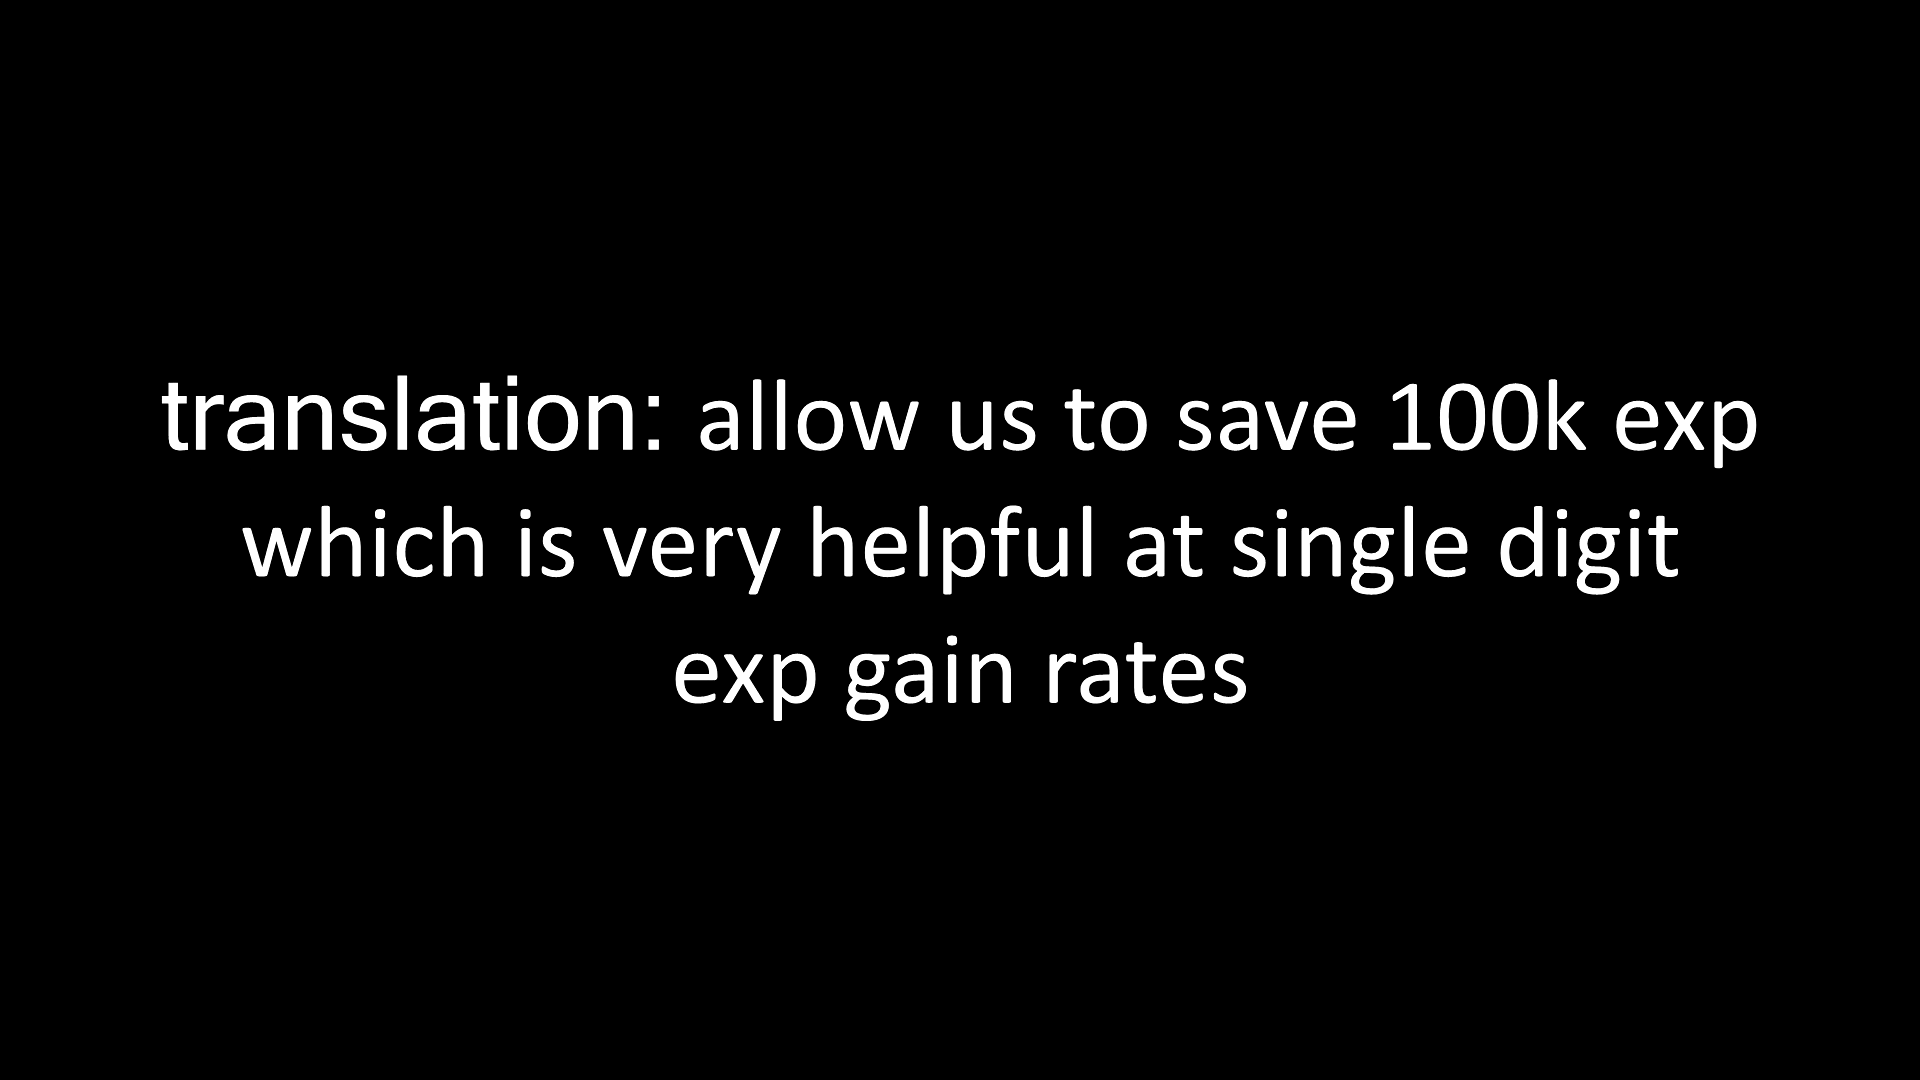 translation: allow us to save 100k exp
which is very helpful at single digit
exp gain rates